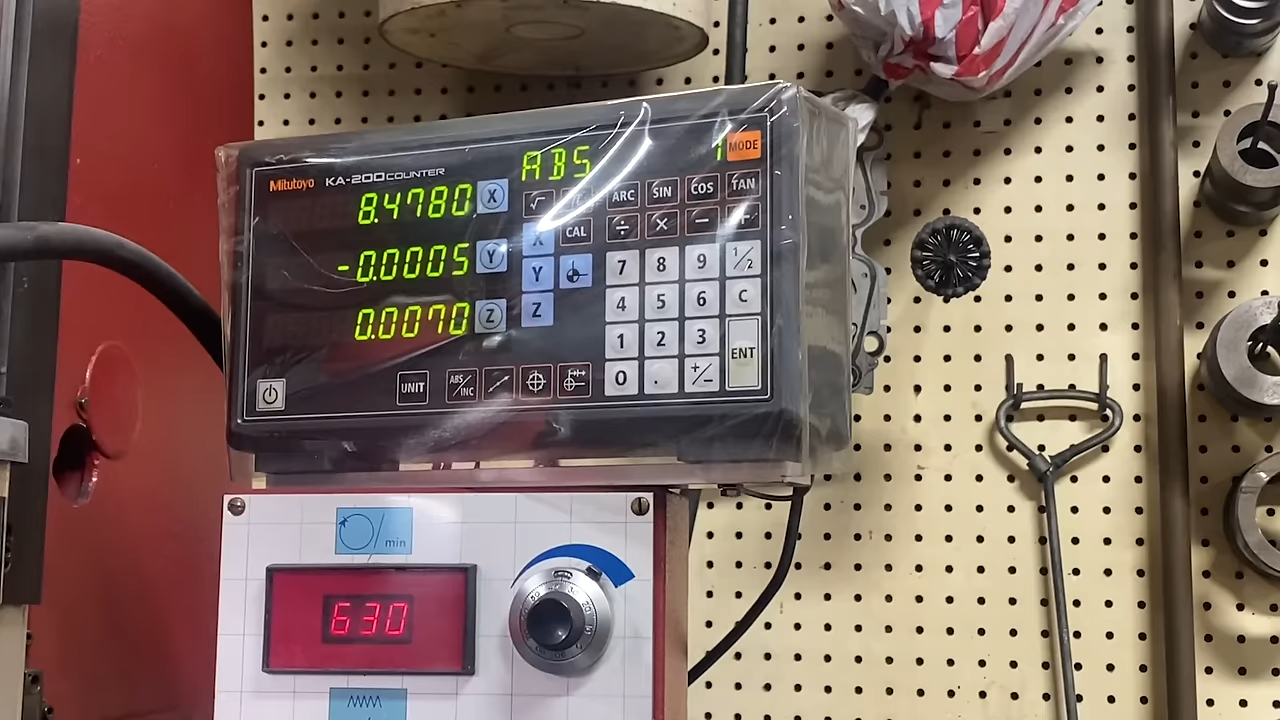 Mitutoyo KA-200 COUNTER
ABS 1 MODE
8.4780 X
-0.0005 Y
0.0070 Z
√ ARC SIN COS TAN
CAL ÷ × − +
X
Y
Z
7 8 9 1/2
4 5 6 C
1 2 3 ENT
0 . +/−
UNIT ABS/INC
/min
630